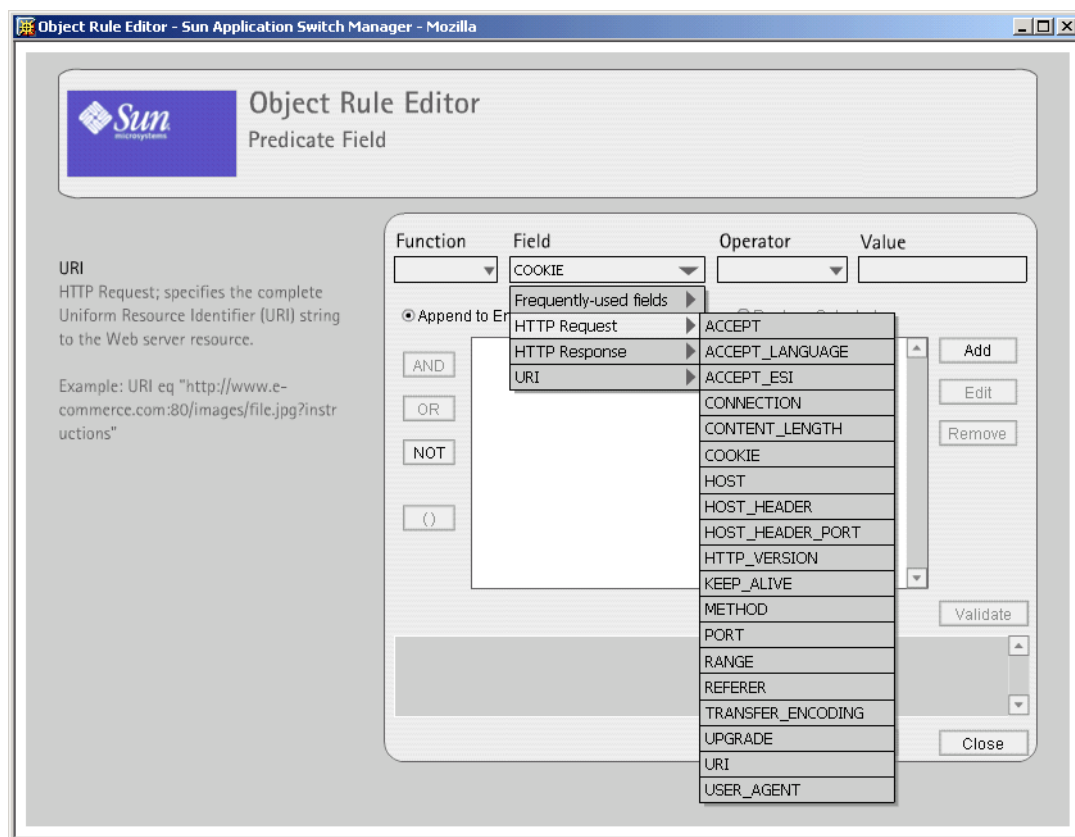 Object Rule Editor - Sun Application Switch Manager - Mozilla
Sun
microsystems
Object Rule Editor
Predicate Field
URI
HTTP Request; specifies the complete
Uniform Resource Identifier (URI) string
to the Web server resource.
Example: URI eq "http://www.e-
commerce.com:80/images/file.jpg?instr
uctions"
Function Field Operator Value
COOKIE
Frequently-used fields
HTTP Request
HTTP Response
URI
Append to
ACCEPT
ACCEPT_LANGUAGE
ACCEPT_ESI
CONNECTION
CONTENT_LENGTH
COOKIE
HOST
HOST_HEADER
HOST_HEADER_PORT
HTTP_VERSION
KEEP_ALIVE
METHOD
PORT
RANGE
REFERER
TRANSFER_ENCODING
UPGRADE
URI
USER_AGENT
AND
OR
NOT
()
Add
Edit
Remove
Validate
Close